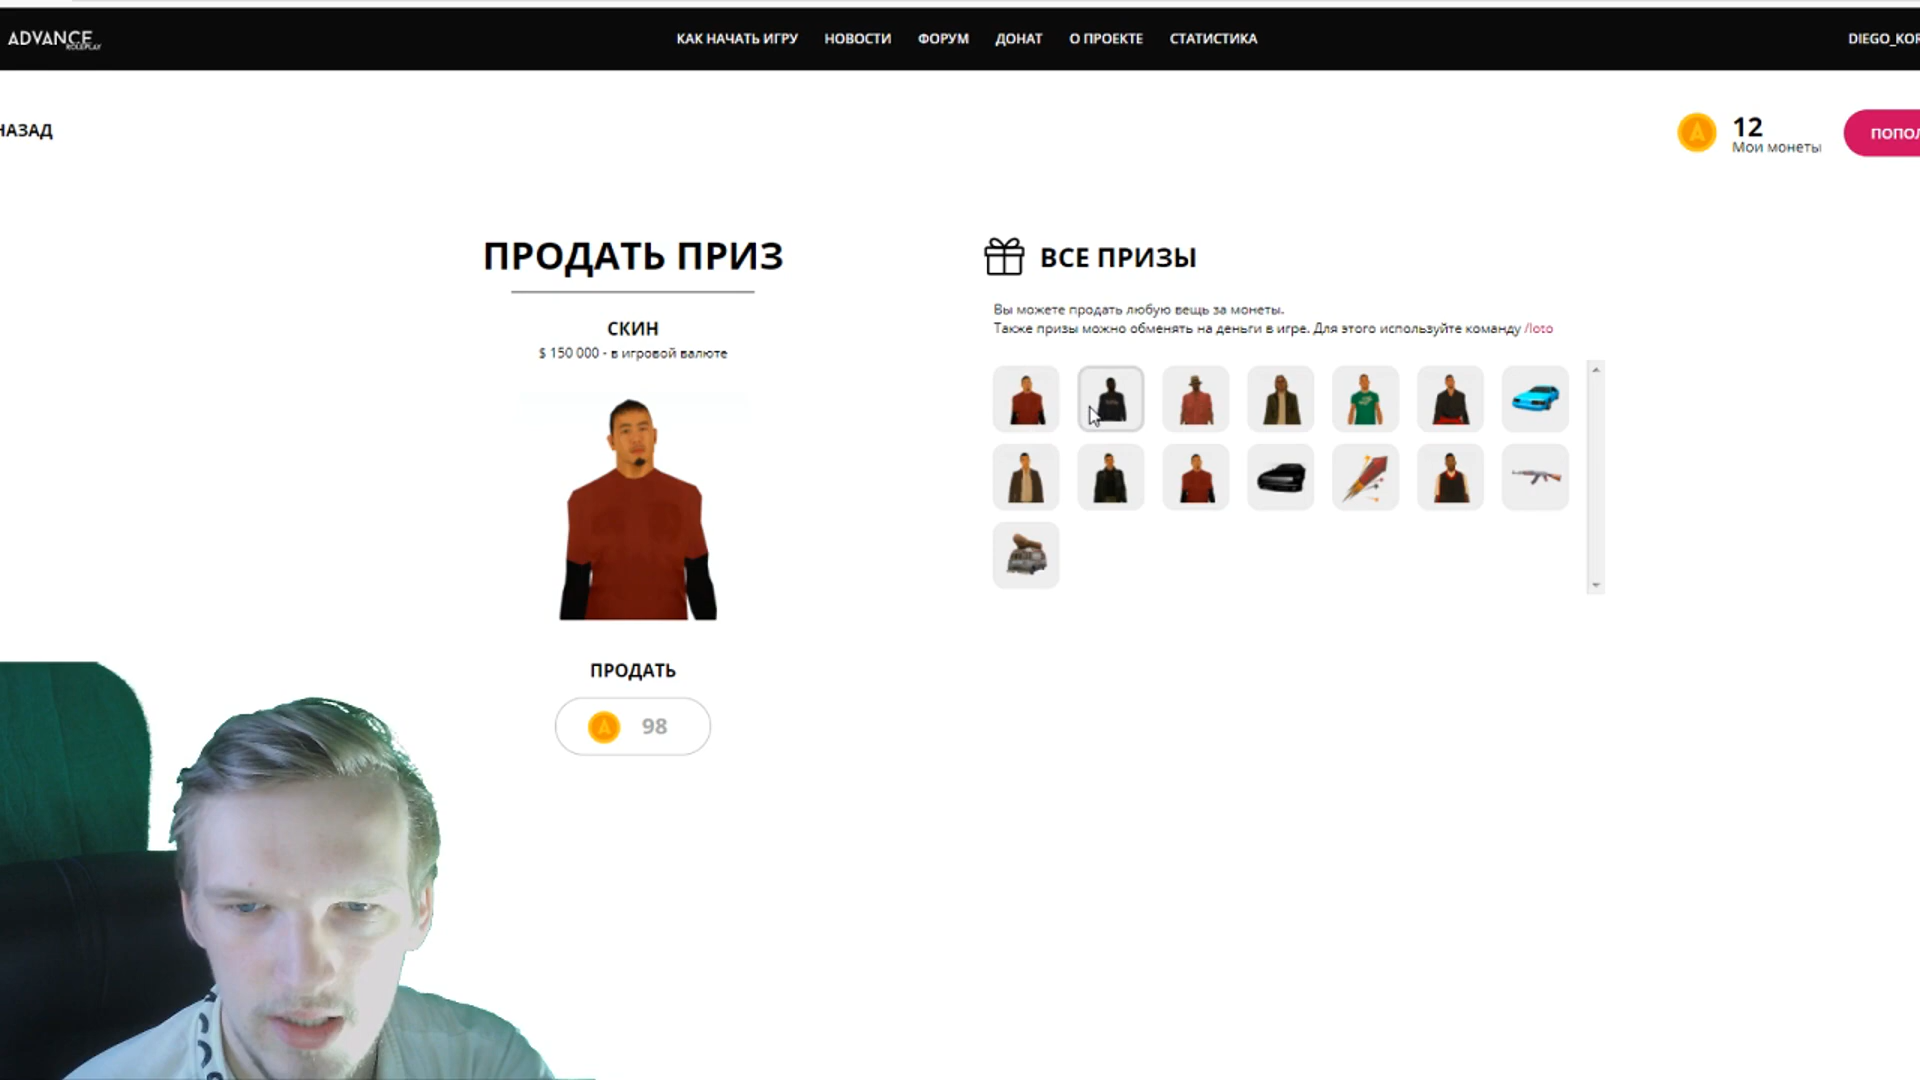 ADVANCE
ROLEPLAY
КАК НАЧАТЬ ИГРУ
НОВОСТИ
ФОРУМ
ДОНАТ
О ПРОЕКТЕ
СТАТИСТИКА
DIEGO_KOR
НАЗАД
12
Мои монеты
ПОПОЛ
ПРОДАТЬ ПРИЗ
СКИН
$ 150 000 - в игровой валюте
ПРОДАТЬ
98
ВСЕ ПРИЗЫ
Вы можете продать любую вещь за монеты.
Также призы можно обменять на деньги в игре. Для этого используйте команду /loto